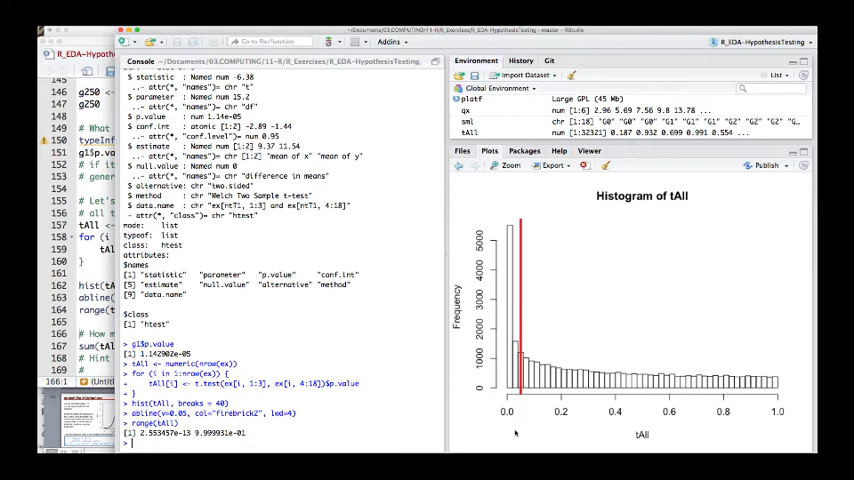 ~/Documents/03.COMPUTING/11-R/R_Exercises/R_EDA-HypothesisTesting - master - RStudio
Go to file/function
Addins
R_EDA-HypothesisTesting
R_EDA-Hypoth
145
146 g250
147 g250
148
149 # What
150 typeInf
151 g1$p.va
152 # if it
153 # gener
154
155 # Let's
156 # all t
157 tAll <-
158 for (i
159 tAl
160 }
161
162 hist(tA
163 abline(
164 range(t
165
166 # How m
167 sum(tAl
168 # Hint
169 #
166:1
(Untit
Console ~/Documents/03.COMPUTING/11-R/R_Exercises/R_EDA-HypothesisTesting/
$ statistic : Named num -6.38
..- attr(*, "names")= chr "t"
$ parameter : Named num 15.2
..- attr(*, "names")= chr "df"
$ p.value : num 1.14e-05
$ conf.int : atomic [1:2] -2.89 -1.44
..- attr(*, "conf.level")= num 0.95
$ estimate : Named num [1:2] 9.37 11.54
..- attr(*, "names")= chr [1:2] "mean of x" "mean of y"
$ null.value : Named num 0
..- attr(*, "names")= chr "difference in means"
$ alternative: chr "two.sided"
$ method : chr "Welch Two Sample t-test"
$ data.name : chr "ex[ntT1, 1:3] and ex[ntT1, 4:18]"
- attr(*, "class")= chr "htest"
mode: list
typeof: list
class: htest
attributes:
$names
[1] "statistic" "parameter" "p.value" "conf.int"
[5] "estimate" "null.value" "alternative" "method"
[9] "data.name"
$class
[1] "htest"
> g1$p.value
[1] 1.142902e-05
> tAll <- numeric(nrow(ex))
> for (i in 1:nrow(ex)) {
+ tAll[i] <- t.test(ex[i, 1:3], ex[i, 4:18])$p.value
+ }
> hist(tAll, breaks = 40)
> abline(v=0.05, col="firebrick2", lwd=4)
> range(tAll)
[1] 2.553457e-13 9.999931e-01
>
Environment History Git
Import Dataset
List
Global Environment
platf Large GPL (45 Mb)
qx num [1:6] 2.96 5.69 7.56 9.8 13.78 ...
sml chr [1:18] "G0" "G0" "G0" "G1" "G1" "G1" "G2" "G2" "G...
tAll num [1:32321] 0.187 0.932 0.699 0.991 0.554 ...
Files Plots Packages Help Viewer
Zoom Export Publish
Histogram of tAll
Frequency
5000
4000
3000
2000
1000
0
0.0 0.2 0.4 0.6 0.8 1.0
tAll